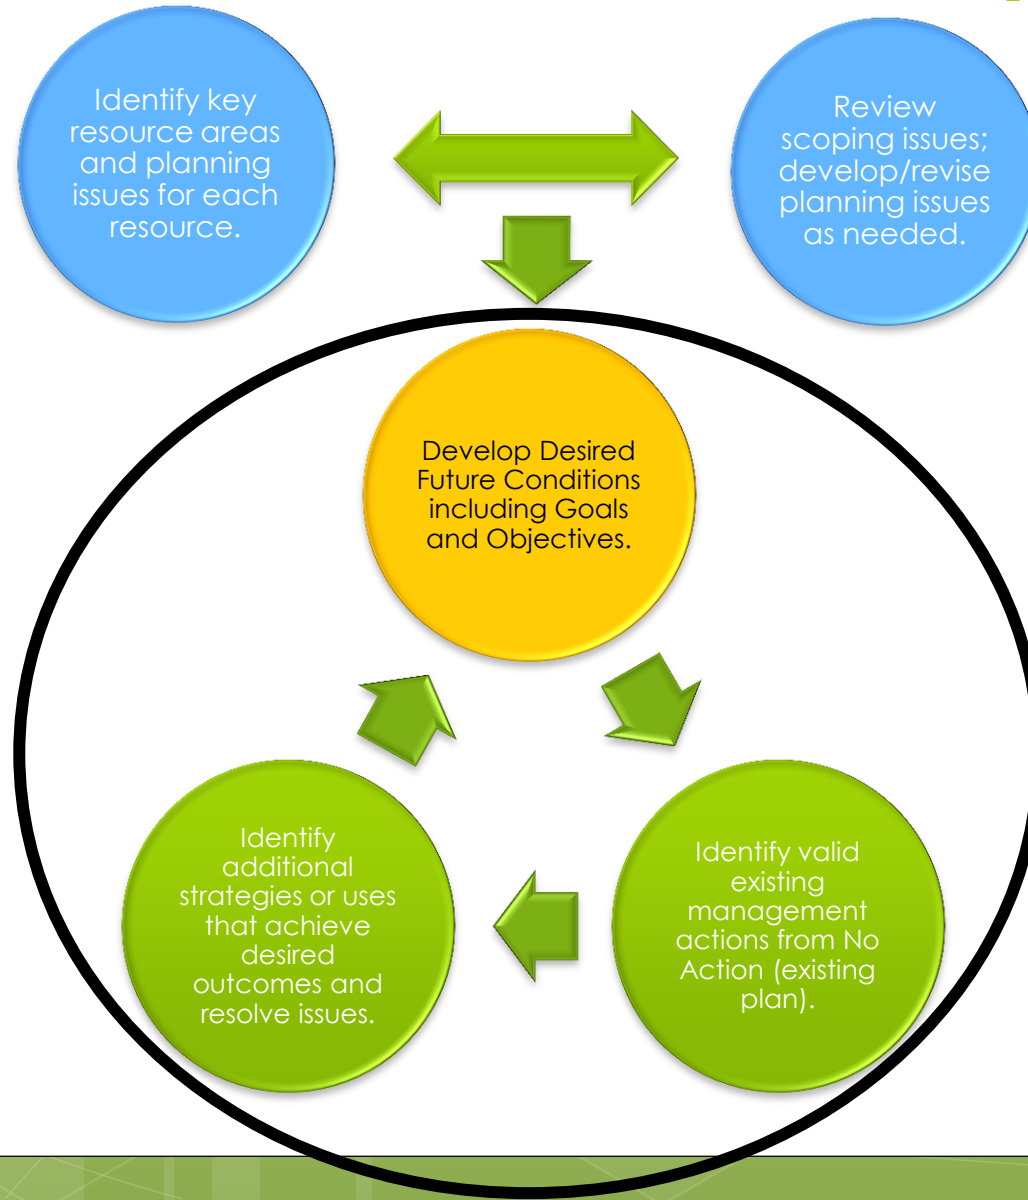 Identify key
resource areas
and planning
issues for each
resource.
Review
scoping issues;
develop/revise
planning issues
as needed.
Develop Desired
Future Conditions
including Goals
and Objectives.
Identify
additional
strategies or uses
that achieve
desired
outcomes and
resolve issues.
Identify valid
existing
management
actions from No
Action (existing
plan).